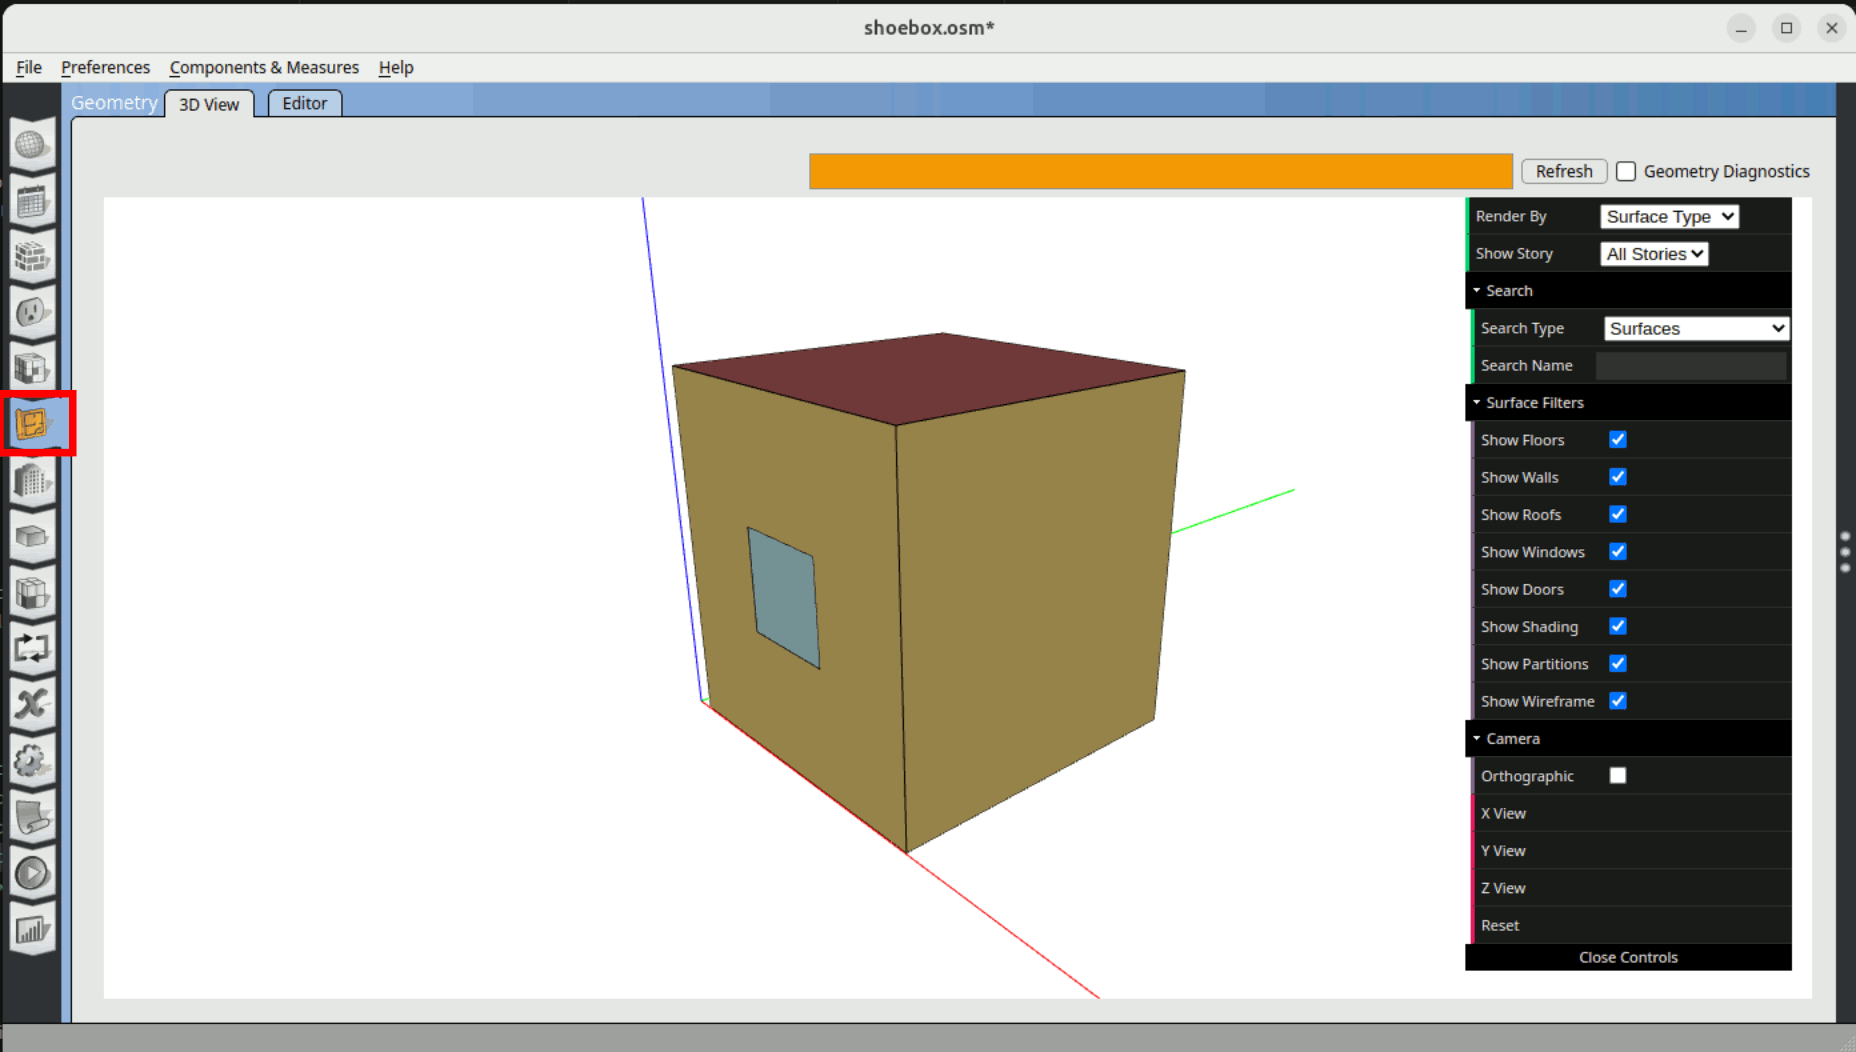 shoebox.osm*
File Preferences Components & Measures Help
Geometry 3D View Editor
Refresh Geometry Diagnostics
Render By Surface Type
Show Story All Stories
Search
Search Type Surfaces
Search Name
Surface Filters
Show Floors
Show Walls
Show Roofs
Show Windows
Show Doors
Show Shading
Show Partitions
Show Wireframe
Camera
Orthographic
X View
Y View
Z View
Reset
Close Controls